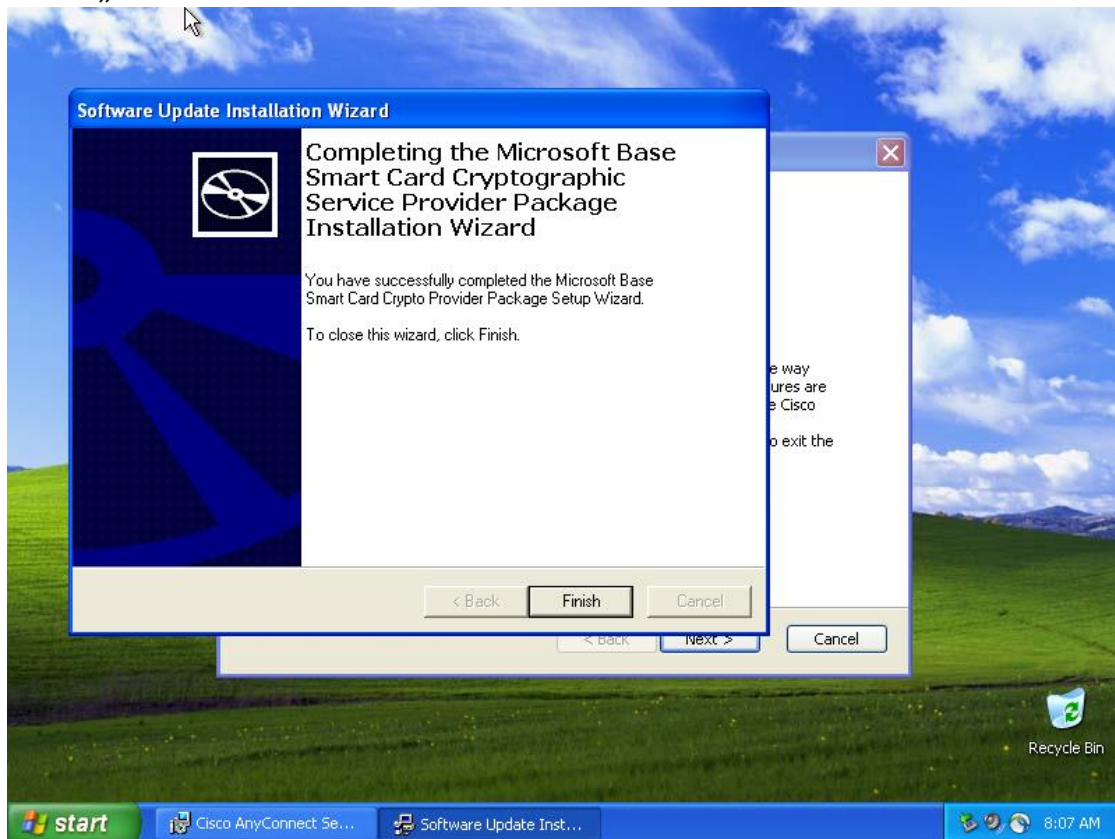 ”
Software Update Installation Wizard
Completing the Microsoft Base
Smart Card Cryptographic
Service Provider Package
Installation Wizard
You have successfully completed the Microsoft Base
Smart Card Crypto Provider Package Setup Wizard.
To close this wizard, click Finish.
e way
ures are
e Cisco
o exit the
< Back
Finish
Cancel
< Back
Next >
Cancel
Recycle Bin
start
Cisco AnyConnect Se...
Software Update Inst...
8:07 AM